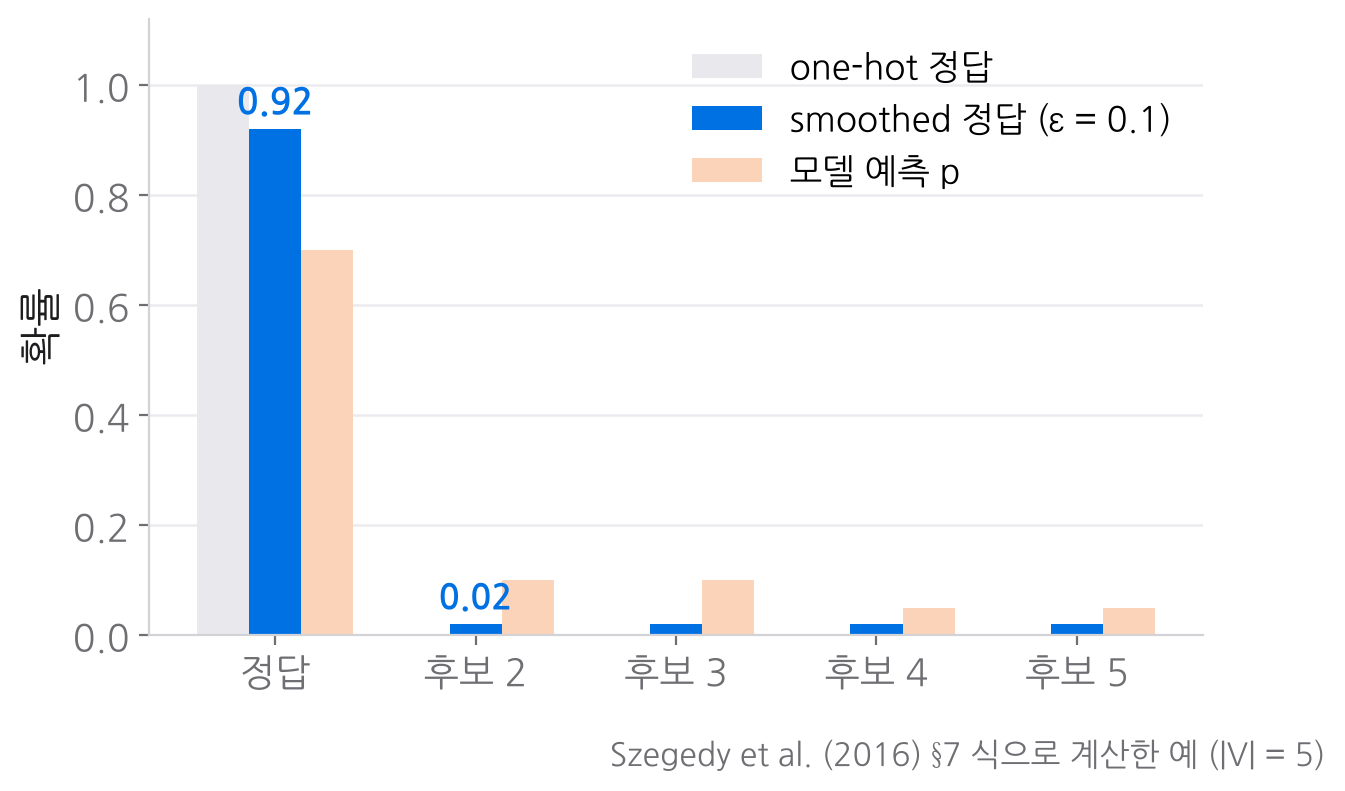 one-hot 정답
smoothed 정답 (ε = 0.1)
모델 예측 p
확률
1.0
0.8
0.6
0.4
0.2
0.0
0.92
0.02
정답
후보 2
후보 3
후보 4
후보 5
Szegedy et al. (2016) §7 식으로 계산한 예 (|V| = 5)